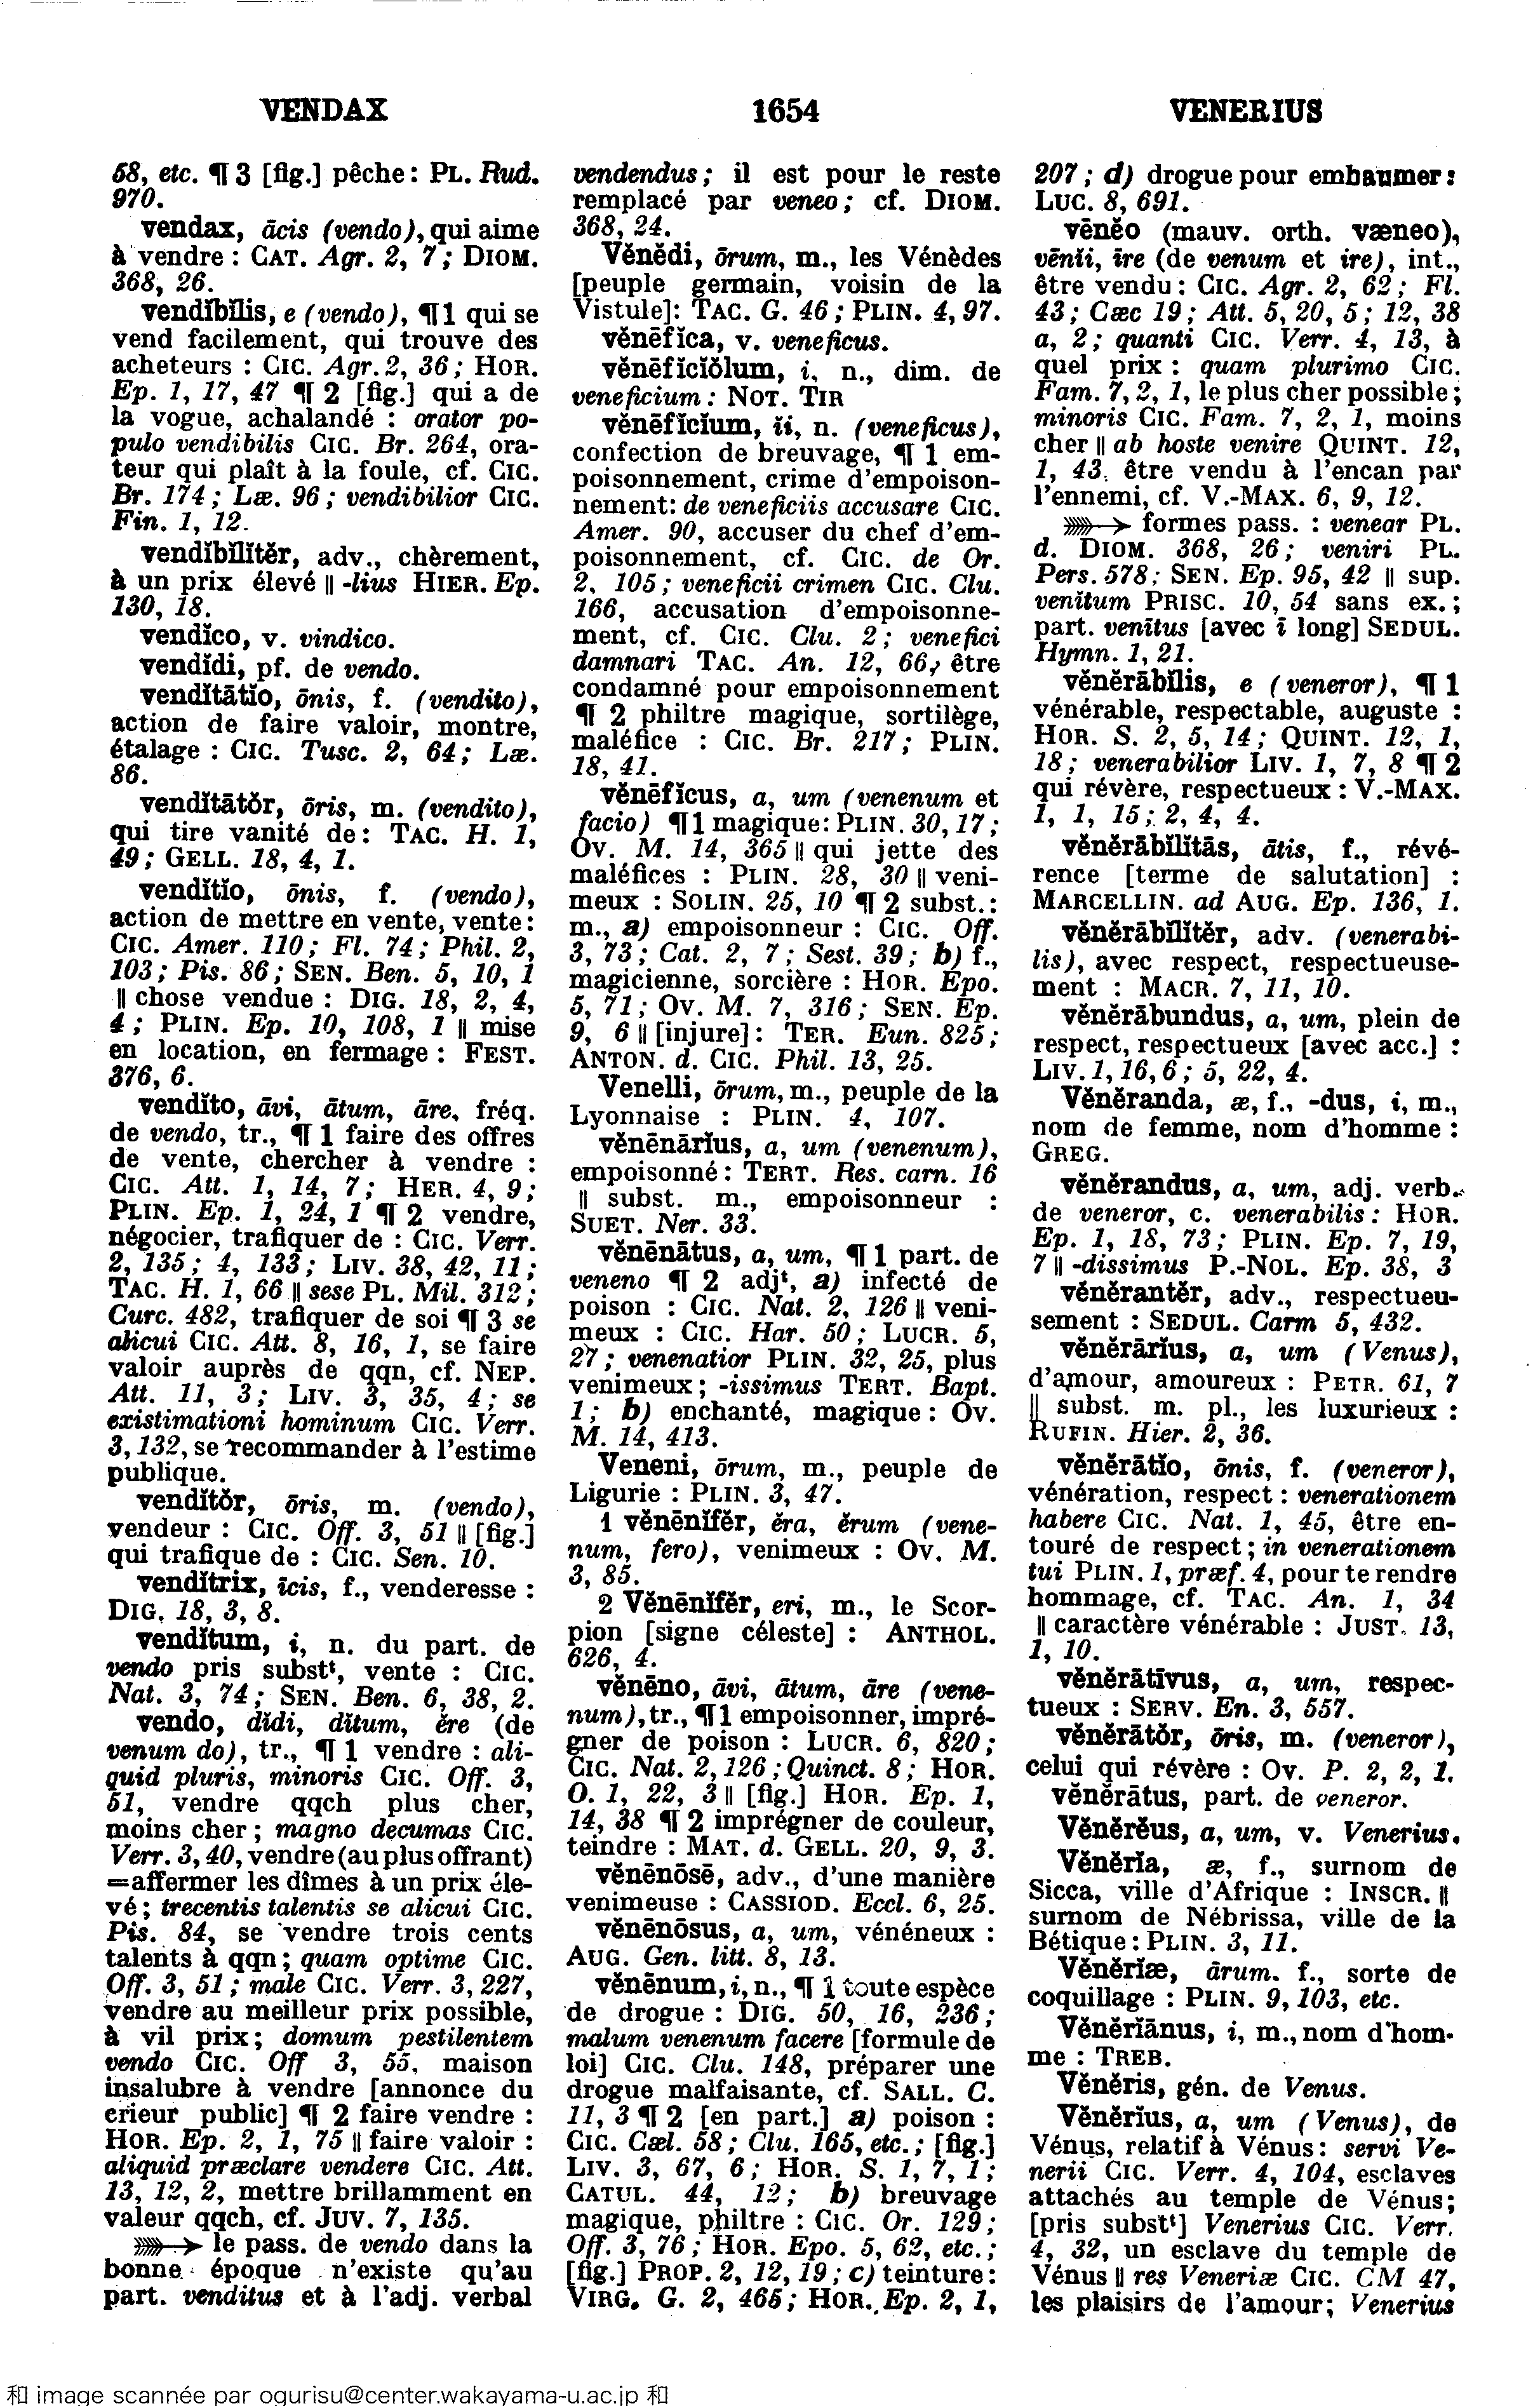 VENDAX 1654 VENERIUS
58, etc. ¶ 3 [fig.] pêche : PL. Rud.
970.
vendax, ācis (vendo), qui aime
à vendre : CAT. Agr. 2, 7 ; DIOM.
368, 26.
vendĭbĭlis, e (vendo), ¶ 1 qui se
vend facilement, qui trouve des
acheteurs : CIC. Agr. 2, 36 ; HOR.
Ep. 1, 17, 47 ¶ 2 [fig.] qui a de
la vogue, achalandé : orator po-
pulo vendibilis CIC. Br. 264, ora-
teur qui plaît à la foule, cf. CIC.
Br. 174 ; Læ. 96 ; vendibilior CIC.
Fin. 1, 12.
vendĭbĭlĭtĕr, adv., chèrement,
à un prix élevé || -lius HIER. Ep.
130, 18.
vendĭco, v. vindico.
vendĭdi, pf. de vendo.
vendĭtātĭo, ōnis, f. (vendito),
action de faire valoir, montre,
étalage : CIC. Tusc. 2, 64 ; Læ.
86.
vendĭtātŏr, ōris, m. (vendito),
qui tire vanité de : TAC. H. 1,
49 ; GELL. 18, 4, 1.
vendĭtĭo, ōnis, f. (vendo),
action de mettre en vente, vente :
CIC. Amer. 110 ; Fl. 74 ; Phil. 2,
103 ; Pis. 86 ; SEN. Ben. 5, 10, 1
|| chose vendue : DIG. 18, 2, 4,
4 ; PLIN. Ep. 10, 108, 1 || mise
en location, en fermage : FEST.
376, 6.
vendĭto, āvi, ātum, āre, fréq.
de vendo, tr., ¶ 1 faire des offres
de vente, chercher à vendre :
CIC. Att. 1, 14, 7 ; HER. 4, 9 ;
PLIN. Ep. 1, 24, 1 ¶ 2 vendre,
négocier, trafiquer de : CIC. Verr.
2, 135 ; 4, 133 ; LIV. 38, 42, 11 ;
TAC. H. 1, 66 || sese PL. Mil. 312 ;
Curc. 482, trafiquer de soi ¶ 3 se
alicui CIC. Att. 8, 16, 1, se faire
valoir auprès de qqn, cf. NEP.
Att. 11, 3 ; LIV. 3, 35, 4 ; se
existimationi hominum CIC. Verr.
3, 132, se recommander à l'estime
publique.
vendĭtŏr, ōris, m. (vendo),
vendeur : CIC. Off. 3, 51 || [fig.]
qui trafique de : CIC. Sen. 10.
vendĭtrix, īcis, f., venderesse :
DIG. 18, 3, 8.
vendĭtum, i, n. du part. de
vendo pris substᵗ, vente : CIC.
Nat. 3, 74 ; SEN. Ben. 6, 38, 2.
vendo, dĭdi, dĭtum, ĕre (de
venum do), tr., ¶ 1 vendre : ali-
quid pluris, minoris CIC. Off. 3,
51, vendre qqch plus cher,
moins cher ; magno decumas CIC.
Verr. 3, 40, vendre (au plus offrant)
=affermer les dîmes à un prix éle-
vé ; trecentis talentis se alicui CIC.
Pis. 84, se vendre trois cents
talents à qqn ; quam optime CIC.
Off. 3, 51 ; male CIC. Verr. 3, 227,
vendre au meilleur prix possible,
à vil prix ; domum pestilentem
vendo CIC. Off 3, 55, maison
insalubre à vendre [annonce du
crieur public] ¶ 2 faire vendre :
HOR. Ep. 2, 1, 75 || faire valoir :
aliquid præclare vendere CIC. Att.
13, 12, 2, mettre brillamment en
valeur qqch, cf. JUV. 7, 135.
→ le pass. de vendo dans la
bonne époque n'existe qu'au
part. venditus et à l'adj. verbal
vendendus ; il est pour le reste
remplacé par veneo ; cf. DIOM.
368, 24.
Vĕnĕdi, ōrum, m., les Vénèdes
[peuple germain, voisin de la
Vistule] : TAC. G. 46 ; PLIN. 4, 97.
vĕnēfĭca, v. veneficus.
vĕnēfĭcĭŏlum, i, n., dim. de
veneficium : NOT. TIR
vĕnēfĭcĭum, ĭi, n. (veneficus),
confection de breuvage, ¶ 1 em-
poisonnement, crime d'empoison-
nement : de veneficiis accusare CIC.
Amer. 90, accuser du chef d'em-
poisonnement, cf. CIC. de Or.
2, 105 ; veneficii crimen CIC. Clu.
166, accusation d'empoisonne-
ment, cf. CIC. Clu. 2 ; venefici
damnari TAC. An. 12, 66, être
condamné pour empoisonnement
¶ 2 philtre magique, sortilège,
maléfice : CIC. Br. 217 ; PLIN.
18, 41.
vĕnēfĭcus, a, um (venenum et
facio) ¶ 1 magique : PLIN. 30, 17 ;
OV. M. 14, 365 || qui jette des
maléfices : PLIN. 28, 30 || veni-
meux : SOLIN. 25, 10 ¶ 2 subst. :
m., a) empoisonneur : CIC. Off.
3, 73 ; Cat. 2, 7 ; Sest. 39 ; b) f.,
magicienne, sorcière : HOR. Epo.
5, 71 ; OV. M. 7, 316 ; SEN. Ep.
9, 6 || [injure] : TER. Eun. 825 ;
ANTON. d. CIC. Phil. 13, 25.
Venelli, ōrum, m., peuple de la
Lyonnaise : PLIN. 4, 107.
vĕnēnārĭus, a, um (venenum),
empoisonné : TERT. Res. carn. 16
|| subst. m., empoisonneur :
SUET. Ner. 33.
vĕnēnātus, a, um, ¶ 1 part. de
veneno ¶ 2 adjᵗ, a) infecté de
poison : CIC. Nat. 2, 126 || veni-
meux : CIC. Har. 50 ; LUCR. 5,
27 ; venenatior PLIN. 32, 25, plus
venimeux ; -issimus TERT. Bapt.
1 ; b) enchanté, magique : OV.
M. 14, 413.
Veneni, ōrum, m., peuple de
Ligurie : PLIN. 3, 47.
1 vĕnēnĭfĕr, ĕra, ĕrum (vene-
num, fero), venimeux : OV. M.
3, 85.
2 Vĕnēnĭfĕr, eri, m., le Scor-
pion [signe céleste] : ANTHOL.
626, 4.
vĕnēno, āvi, ātum, āre (vene-
num), tr., ¶ 1 empoisonner, impré-
gner de poison : LUCR. 6, 820 ;
CIC. Nat. 2, 126 ; Quinct. 8 ; HOR.
O. 1, 22, 3 || [fig.] HOR. Ep. 1,
14, 38 ¶ 2 imprégner de couleur,
teindre : MAT. d. GELL. 20, 9, 3.
vĕnēnōsē, adv., d'une manière
venimeuse : CASSIOD. Eccl. 6, 25.
vĕnēnōsus, a, um, vénéneux :
AUG. Gen. litt. 8, 13.
vĕnēnum, i, n., ¶ 1 toute espèce
de drogue : DIG. 50, 16, 236 ;
malum venenum facere [formule de
loi] CIC. Clu. 148, préparer une
drogue malfaisante, cf. SALL. C.
11, 3 ¶ 2 [en part.] a) poison :
CIC. Cæl. 58 ; Clu. 165, etc. ; [fig.]
LIV. 3, 67, 6 ; HOR. S. 1, 7, 1 ;
CATUL. 44, 12 ; b) breuvage
magique, philtre : CIC. Or. 129 ;
Off. 3, 76 ; HOR. Epo. 5, 62, etc. ;
[fig.] PROP. 2, 12, 19 ; c) teinture :
VIRG. G. 2, 465 ; HOR. Ep. 2, 1,
207 ; d) drogue pour embaumer :
LUC. 8, 691.
vēnĕo (mauv. orth. væneo),
vēnĭi, īre (de venum et ire), int.,
être vendu : CIC. Agr. 2, 62 ; Fl.
43 ; Cæc 19 ; Att. 5, 20, 5 ; 12, 38
a, 2 ; quanti CIC. Verr. 4, 13, à
quel prix : quam plurimo CIC.
Fam. 7, 2, 1, le plus cher possible ;
minoris CIC. Fam. 7, 2, 1, moins
cher || ab hoste venire QUINT. 12,
1, 43, être vendu à l'encan par
l'ennemi, cf. V.-MAX. 6, 9, 12.
→ formes pass. : venear PL.
d. DIOM. 368, 26 ; veniri PL.
Pers. 578 ; SEN. Ep. 95, 42 || sup.
venĭtum PRISC. 10, 54 sans ex. ;
part. venītus [avec ī long] SEDUL.
Hymn. 1, 21.
vĕnĕrābĭlis, e (veneror), ¶ 1
vénérable, respectable, auguste :
HOR. S. 2, 5, 14 ; QUINT. 12, 1,
18 ; venerabilior LIV. 1, 7, 8 ¶ 2
qui révère, respectueux : V.-MAX.
1, 1, 15 ; 2, 4, 4.
vĕnĕrābĭlĭtās, ātis, f., révé-
rence [terme de salutation] :
MARCELLIN. ad AUG. Ep. 136, 1.
vĕnĕrābĭlĭtĕr, adv. (venerabi-
lis), avec respect, respectueuse-
ment : MACR. 7, 11, 10.
vĕnĕrābundus, a, um, plein de
respect, respectueux [avec acc.] :
LIV. 1, 16, 6 ; 5, 22, 4.
Vĕnĕranda, æ, f., -dus, i, m.,
nom de femme, nom d'homme :
GREG.
vĕnĕrandus, a, um, adj. verb.
de veneror, c. venerabilis : HOR.
Ep. 1, 18, 73 ; PLIN. Ep. 7, 19,
7 || -dissimus P.-NOL. Ep. 38, 3
vĕnĕrantĕr, adv., respectueu-
sement : SEDUL. Carm 5, 432.
vĕnĕrārĭus, a, um (Venus),
d'amour, amoureux : PETR. 61, 7
|| subst. m. pl., les luxurieux :
RUFIN. Hier. 2, 36.
vĕnĕrātĭo, ōnis, f. (veneror),
vénération, respect : venerationem
habere CIC. Nat. 1, 45, être en-
touré de respect ; in venerationem
tui PLIN. 1, præf. 4, pour te rendre
hommage, cf. TAC. An. 1, 34
|| caractère vénérable : JUST. 13,
1, 10.
vĕnĕrātīvus, a, um, respec-
tueux : SERV. En. 3, 557.
vĕnĕrātŏr, ōris, m. (veneror),
celui qui révère : OV. P. 2, 2, 1.
vĕnĕrātus, part. de veneror.
Vĕnĕrĕus, a, um, v. Venerius.
Vĕnĕrĭa, æ, f., surnom de
Sicca, ville d'Afrique : INSCR. ||
surnom de Nébrissa, ville de la
Bétique : PLIN. 3, 11.
Vĕnĕrĭæ, ārum. f., sorte de
coquillage : PLIN. 9, 103, etc.
Vĕnĕrĭānus, i, m., nom d'hom-
me : TREB.
Vĕnĕris, gén. de Venus.
Vĕnĕrĭus, a, um (Venus), de
Vénus, relatif à Vénus : servi Ve-
nerii CIC. Verr. 4, 104, esclaves
attachés au temple de Vénus ;
[pris substᵗ] Venerius CIC. Verr.
4, 32, un esclave du temple de
Vénus || res Veneriæ CIC. CM 47,
les plaisirs de l'amour ; Venerius
和 image scannée par ogurisu@center.wakayama-u.ac.jp 和